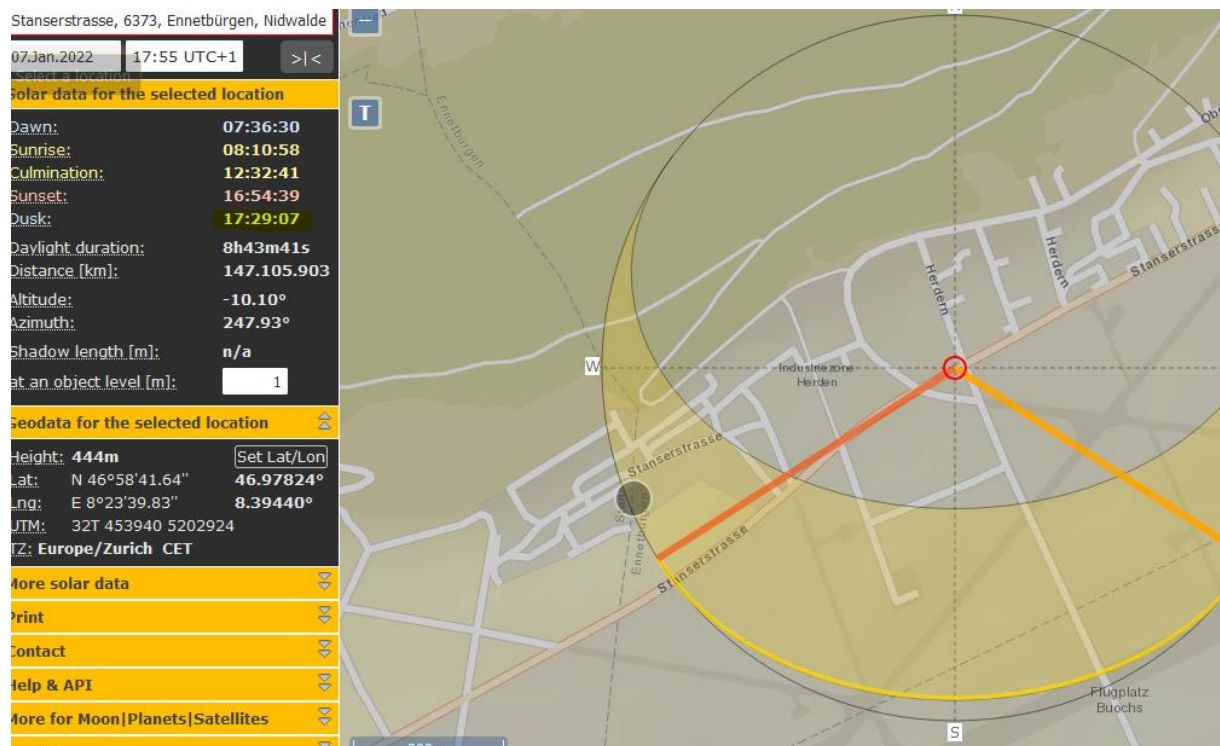 Stanserstrasse, 6373, Ennetbürgen, Nidwalde
07.Jan.2022 17:55 UTC+1 >|<
Select a location
Solar data for the selected location
Dawn: 07:36:30
Sunrise: 08:10:58
Culmination: 12:32:41
Sunset: 16:54:39
Dusk: 17:29:07
Daylight duration: 8h43m41s
Distance [km]: 147.105.903
Altitude: -10.10°
Azimuth: 247.93°
Shadow length [m]: n/a
at an object level [m]: 1
Geodata for the selected location
Height: 444m Set Lat/Lon
Lat: N 46°58'41.64'' 46.97824°
Lng: E 8°23'39.83'' 8.39440°
UTM: 32T 453940 5202924
TZ: Europe/Zurich CET
More solar data
Print
Contact
Help & API
More for Moon|Planets|Satellites
T
Ennetbürgen
Herdern
Herdern
Stanserstrasse
W
Industriezone
Herden
Stanserstrasse
Ennetbürgen
Stanserstrasse
Flugplatz
Buochs
S